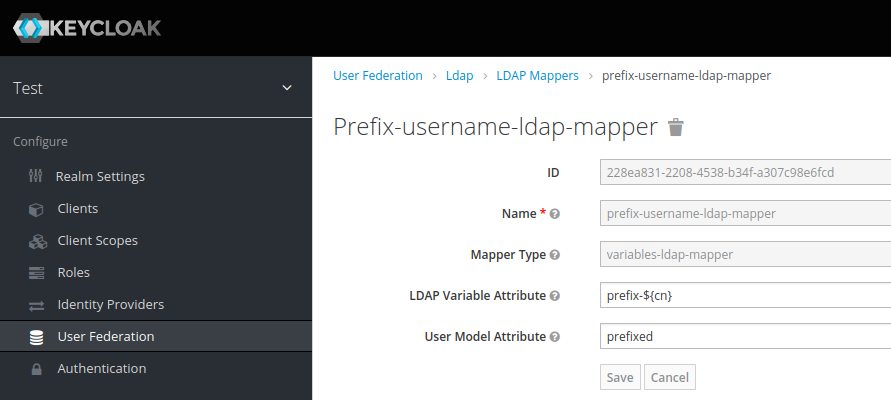 KEYCLOAK
Test
Configure
Realm Settings
Clients
Client Scopes
Roles
Identity Providers
User Federation
Authentication
User Federation > Ldap > LDAP Mappers > prefix-username-ldap-mapper
Prefix-username-ldap-mapper
ID 228ea831-2208-4538-b34f-a307c98e6fcd
Name * prefix-username-ldap-mapper
Mapper Type variables-ldap-mapper
LDAP Variable Attribute prefix-${cn}
User Model Attribute prefixed
Save Cancel